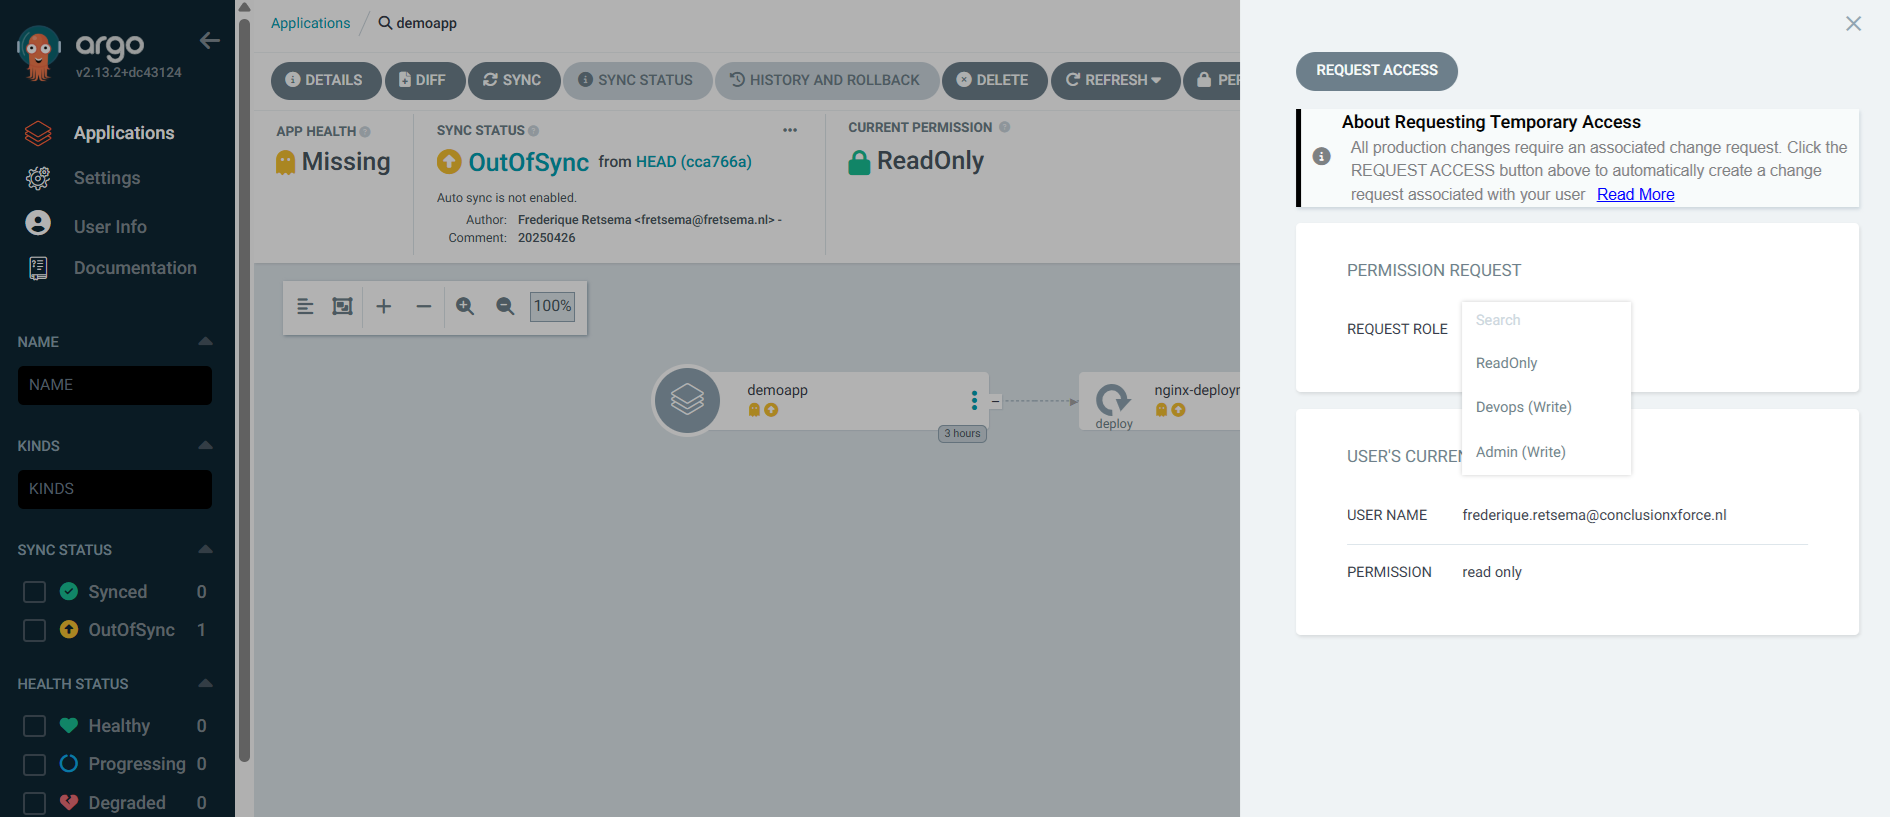 argo
v2.13.2+dc43124
Applications
Settings
User Info
Documentation
NAME
NAME
KINDS
KINDS
SYNC STATUS
Synced 0
OutOfSync 1
HEALTH STATUS
Healthy 0
Progressing 0
Degraded 0
Applications / demoapp
DETAILS DIFF SYNC SYNC STATUS HISTORY AND ROLLBACK DELETE REFRESH
APP HEALTH
Missing
SYNC STATUS
OutOfSync from HEAD (cca766a)
Auto sync is not enabled.
Author: Frederique Retsema <fretsema@fretsema.nl> -
Comment: 20250426
CURRENT PERMISSION
ReadOnly
100%
demoapp
3 hours
deploy
REQUEST ACCESS
About Requesting Temporary Access
All production changes require an associated change request. Click the
REQUEST ACCESS button above to automatically create a change
request associated with your user Read More
PERMISSION REQUEST
REQUEST ROLE
Search
ReadOnly
Devops (Write)
Admin (Write)
USER'S
USER NAME frederique.retsema@conclusionxforce.nl
PERMISSION read only